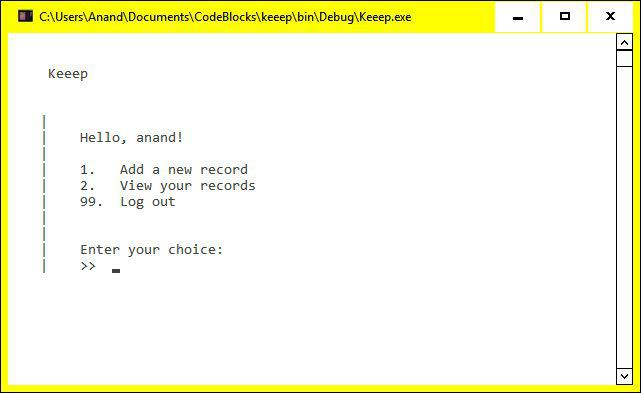 C:\Users\Anand\Documents\CodeBlocks\keeep\bin\Debug\Keeep.exe
Keeep
|
|    Hello, anand!
|
|    1.   Add a new record
|    2.   View your records
|    99.  Log out
|
|
|    Enter your choice:
|    >>  _